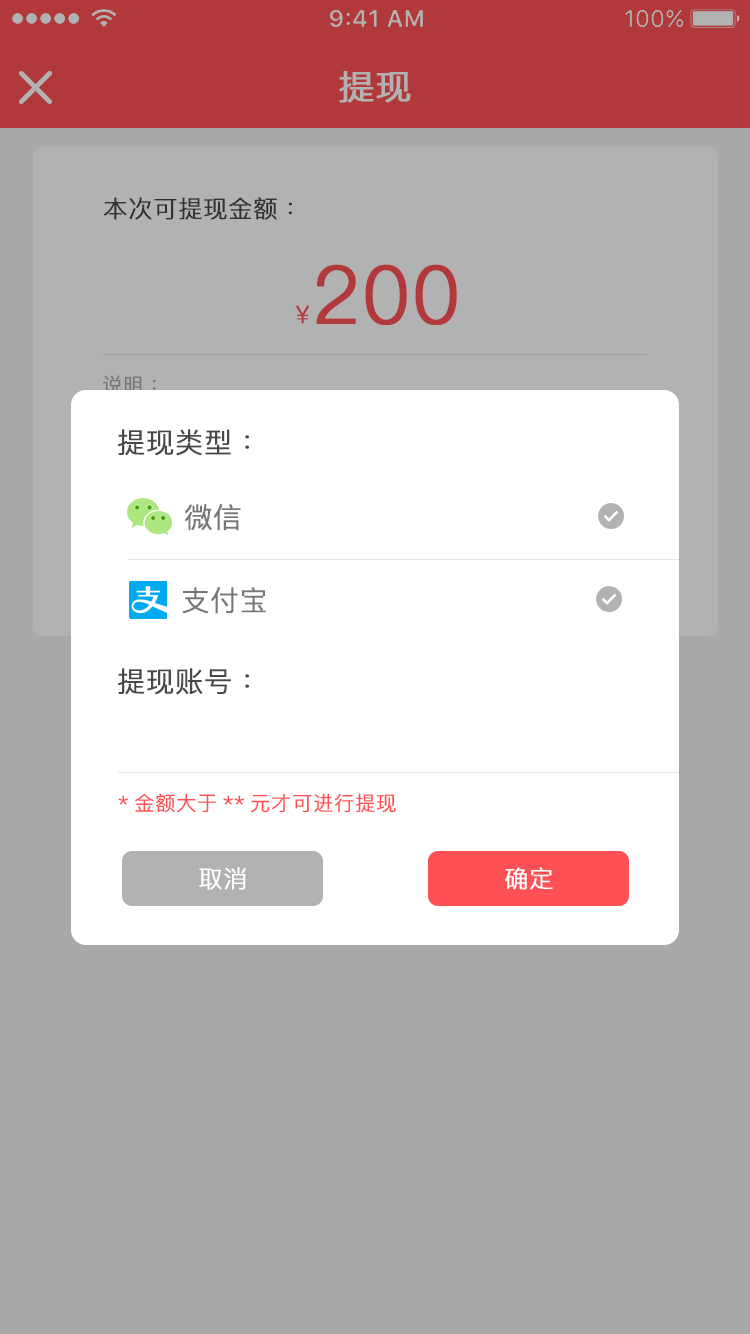 9:41 AM 100%
提现
本次可提现金额：
¥200
说明：
提现类型：
微信
支付宝
提现账号：
* 金额大于 ** 元才可进行提现
取消 确定